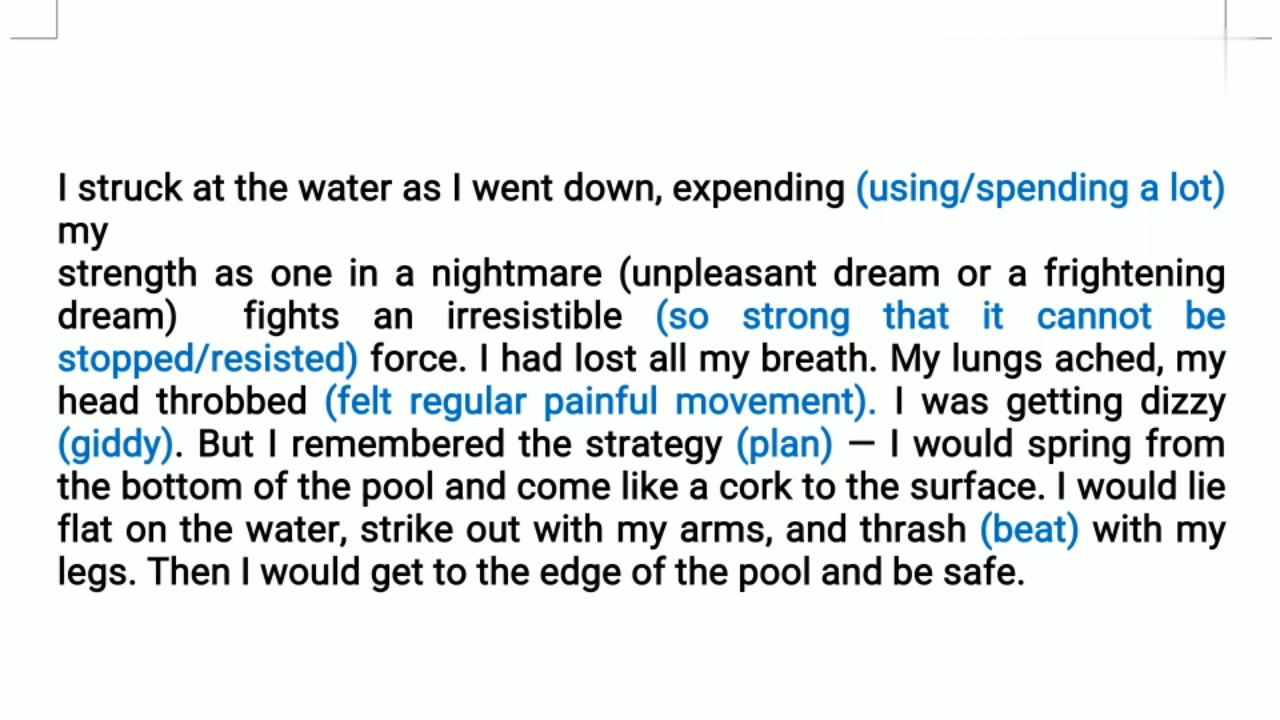 I struck at the water as I went down, expending (using/spending a lot)
my
strength as one in a nightmare (unpleasant dream or a frightening
dream) fights an irresistible (so strong that it cannot be
stopped/resisted) force. I had lost all my breath. My lungs ached, my
head throbbed (felt regular painful movement). I was getting dizzy
(giddy). But I remembered the strategy (plan) — I would spring from
the bottom of the pool and come like a cork to the surface. I would lie
flat on the water, strike out with my arms, and thrash (beat) with my
legs. Then I would get to the edge of the pool and be safe.